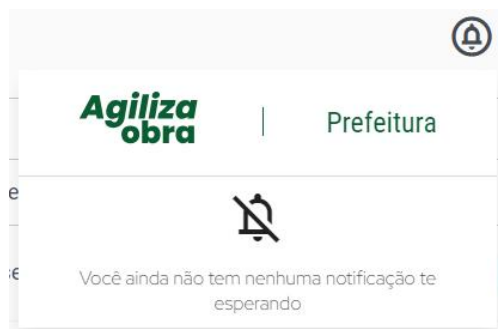 Agiliza
obra
Prefeitura
Você ainda não tem nenhuma notificação te
esperando